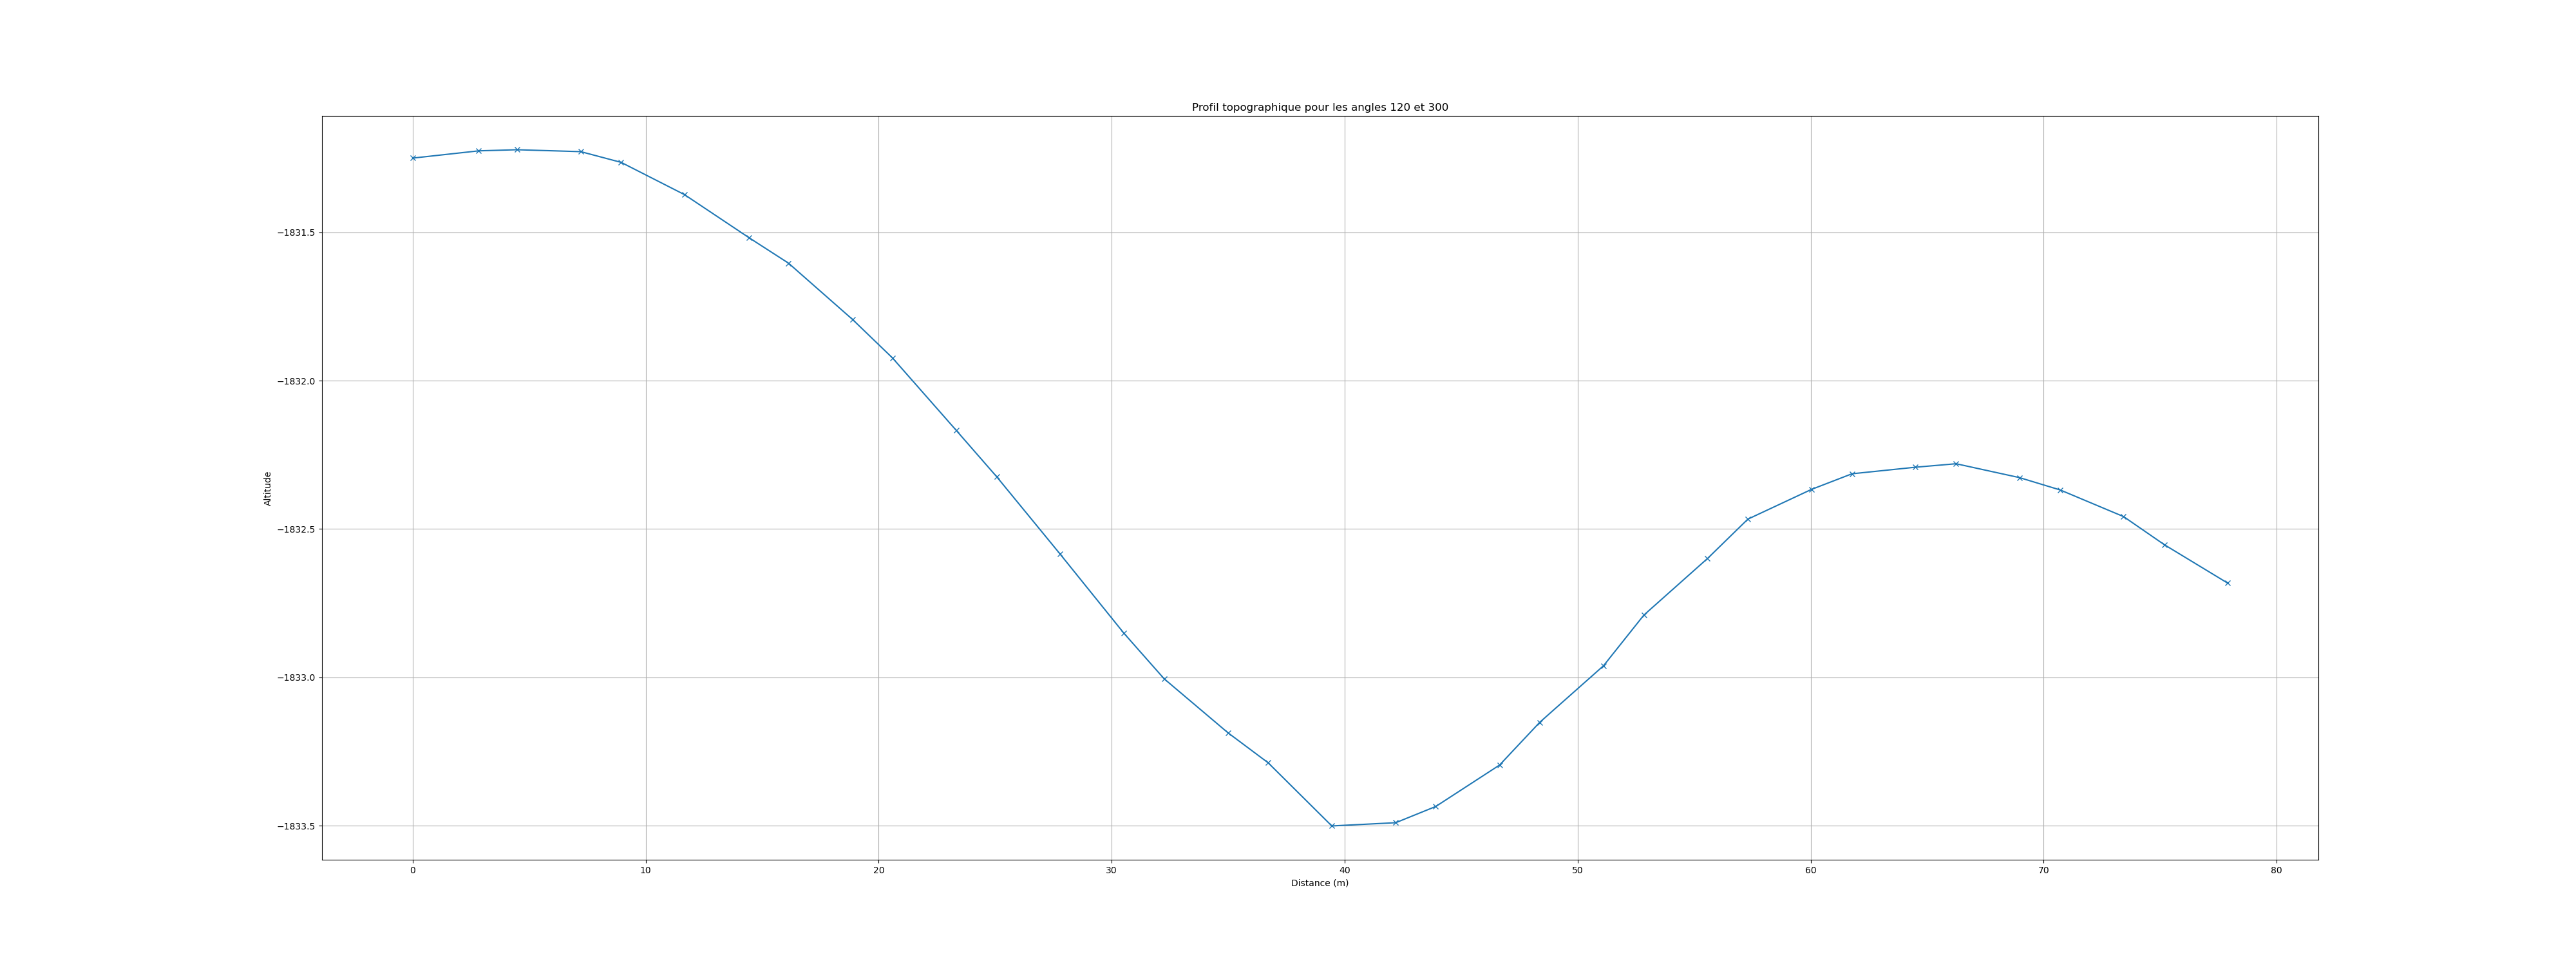 Profil topographique pour les angles 120 et 300
Altitude
−1831.5
−1832.0
−1832.5
−1833.0
−1833.5
0 10 20 30 40 50 60 70 80
Distance (m)